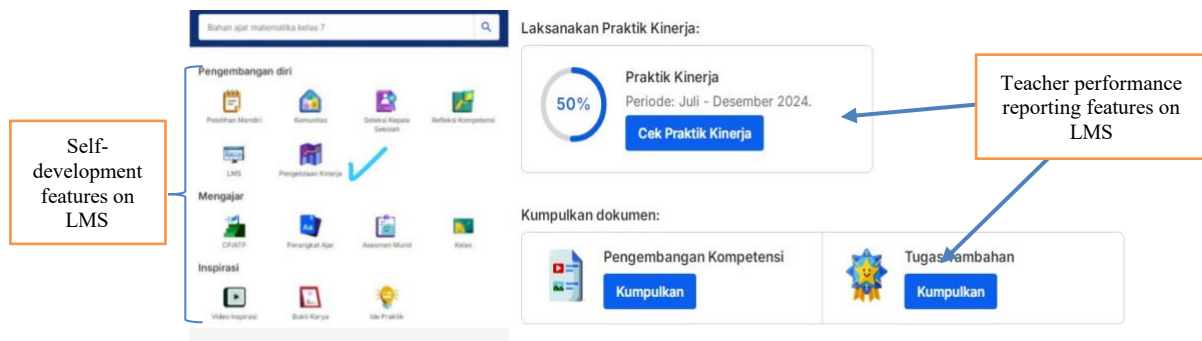 Self-
development
features on
LMS
Bahan ajar matematika kelas 7
Pengembangan diri
Pelatihan Mandiri
Komunitas
Seleksi Kepala
Sekolah
Refleksi Kompetensi
LMS
Pengelolaan Kinerja
Mengajar
CP/ATP
Perangkat Ajar
Asesmen Murid
Kelas
Inspirasi
Video Inspirasi
Bukti Karya
Ide Praktik
Laksanakan Praktik Kinerja:
50%
Praktik Kinerja
Periode: Juli - Desember 2024.
Cek Praktik Kinerja
Kumpulkan dokumen:
Pengembangan Kompetensi
Kumpulkan
Tugas Tambahan
Kumpulkan
Teacher performance
reporting features on
LMS